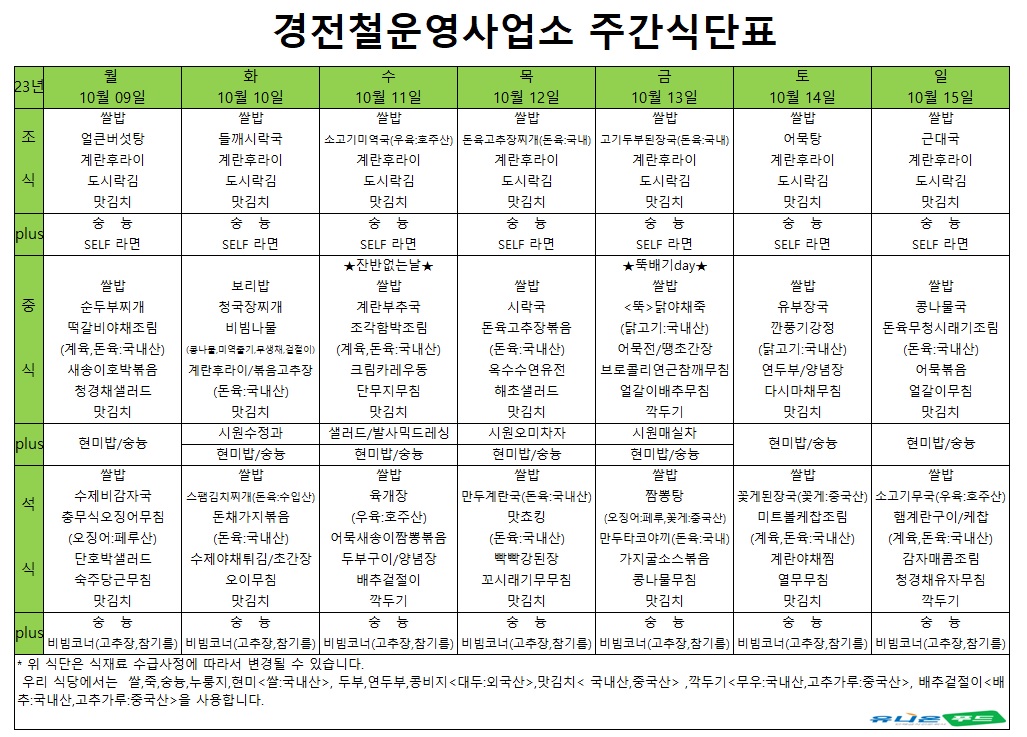 경전철운영사업소 주간식단표
23년 월 화 수 목 금 토 일
10월 09일 10월 10일 10월 11일 10월 12일 10월 13일 10월 14일 10월 15일
조식
쌀밥 쌀밥 쌀밥 쌀밥 쌀밥 쌀밥 쌀밥
얼큰버섯탕 들깨시락국 소고기미역국(우육:호주산) 돈육고추장찌개(돈육:국내) 고기두부된장국(돈육:국내) 어묵탕 근대국
계란후라이 계란후라이 계란후라이 계란후라이 계란후라이 계란후라이 계란후라이
도시락김 도시락김 도시락김 도시락김 도시락김 도시락김 도시락김
맛김치 맛김치 맛김치 맛김치 맛김치 맛김치 맛김치
plus
숭 늉 숭 늉 숭 늉 숭 늉 숭 늉 숭 늉 숭 늉
SELF 라면 SELF 라면 SELF 라면 SELF 라면 SELF 라면 SELF 라면 SELF 라면
중식
★잔반없는날★ ★뚝배기day★
쌀밥 보리밥 쌀밥 쌀밥 쌀밥 쌀밥 쌀밥
순두부찌개 청국장찌개 계란부추국 시락국 <뚝>닭야채죽 유부장국 콩나물국
떡갈비야채조림 비빔나물 조각함박조림 돈육고추장볶음 (닭고기:국내산) 깐풍기강정 돈육무청시래기조림
(계육,돈육:국내산) (콩나물,미역줄기,무생채,겉절이) (계육,돈육:국내산) (돈육:국내산) 어묵전/땡초간장 (닭고기:국내산) (돈육:국내산)
새송이호박볶음 계란후라이/볶음고추장 크림카레우동 옥수수연유전 브로콜리연근참깨무침 연두부/양념장 어묵볶음
청경채샐러드 (돈육:국내산) 단무지무침 해초샐러드 얼갈이배추무침 다시마채무침 얼갈이무침
맛김치 맛김치 맛김치 맛김치 깍두기 맛김치 맛김치
plus
시원수정과 샐러드/발사믹드레싱 시원오미차자 시원매실차
현미밥/숭늉 현미밥/숭늉 현미밥/숭늉 현미밥/숭늉 현미밥/숭늉 현미밥/숭늉 현미밥/숭늉
석식
쌀밥 쌀밥 쌀밥 쌀밥 쌀밥 쌀밥 쌀밥
수제비감자국 스팸김치찌개(돈육:수입산) 육개장 만두계란국(돈육:국내산) 짬뽕탕 꽃게된장국(꽃게:중국산) 소고기무국(우육:호주산)
충무식오징어무침 돈채가지볶음 (우육:호주산) 맛쵸킹 (오징어:페루,꽃게:중국산) 미트볼케찹조림 햄계란구이/케찹
(오징어:페루산) (돈육:국내산) 어묵새송이짬뽕볶음 (돈육:국내산) 만두타코야끼(돈육:국내) (계육,돈육:국내산) (계육,돈육:국내산)
단호박샐러드 수제야채튀김/초간장 두부구이/양념장 빡빡강된장 가지굴소스볶음 계란야채찜 감자매콤조림
숙주당근무침 오이무침 배추겉절이 꼬시래기무무침 콩나물무침 열무무침 청경채유자무침
맛김치 맛김치 깍두기 맛김치 맛김치 맛김치 깍두기
plus
숭 늉 숭 늉 숭 늉 숭 늉 숭 늉 숭 늉 숭 늉
비빔코너(고추장,참기름) 비빔코너(고추장,참기름) 비빔코너(고추장,참기름) 비빔코너(고추장,참기름) 비빔코너(고추장,참기름) 비빔코너(고추장,참기름) 비빔코너(고추장,참기름)
* 위 식단은 식재료 수급사정에 따라서 변경될 수 있습니다.
우리 식당에서는 쌀,죽,숭늉,누룽지,현미<쌀:국내산>, 두부,연두부,콩비지<대두:외국산>,맛김치< 국내산,중국산> ,깍두기<무우:국내산,고추가루:중국산>, 배추겉절이<배
추:국내산,고추가루:중국산>을 사용합니다.
유니온 푸드